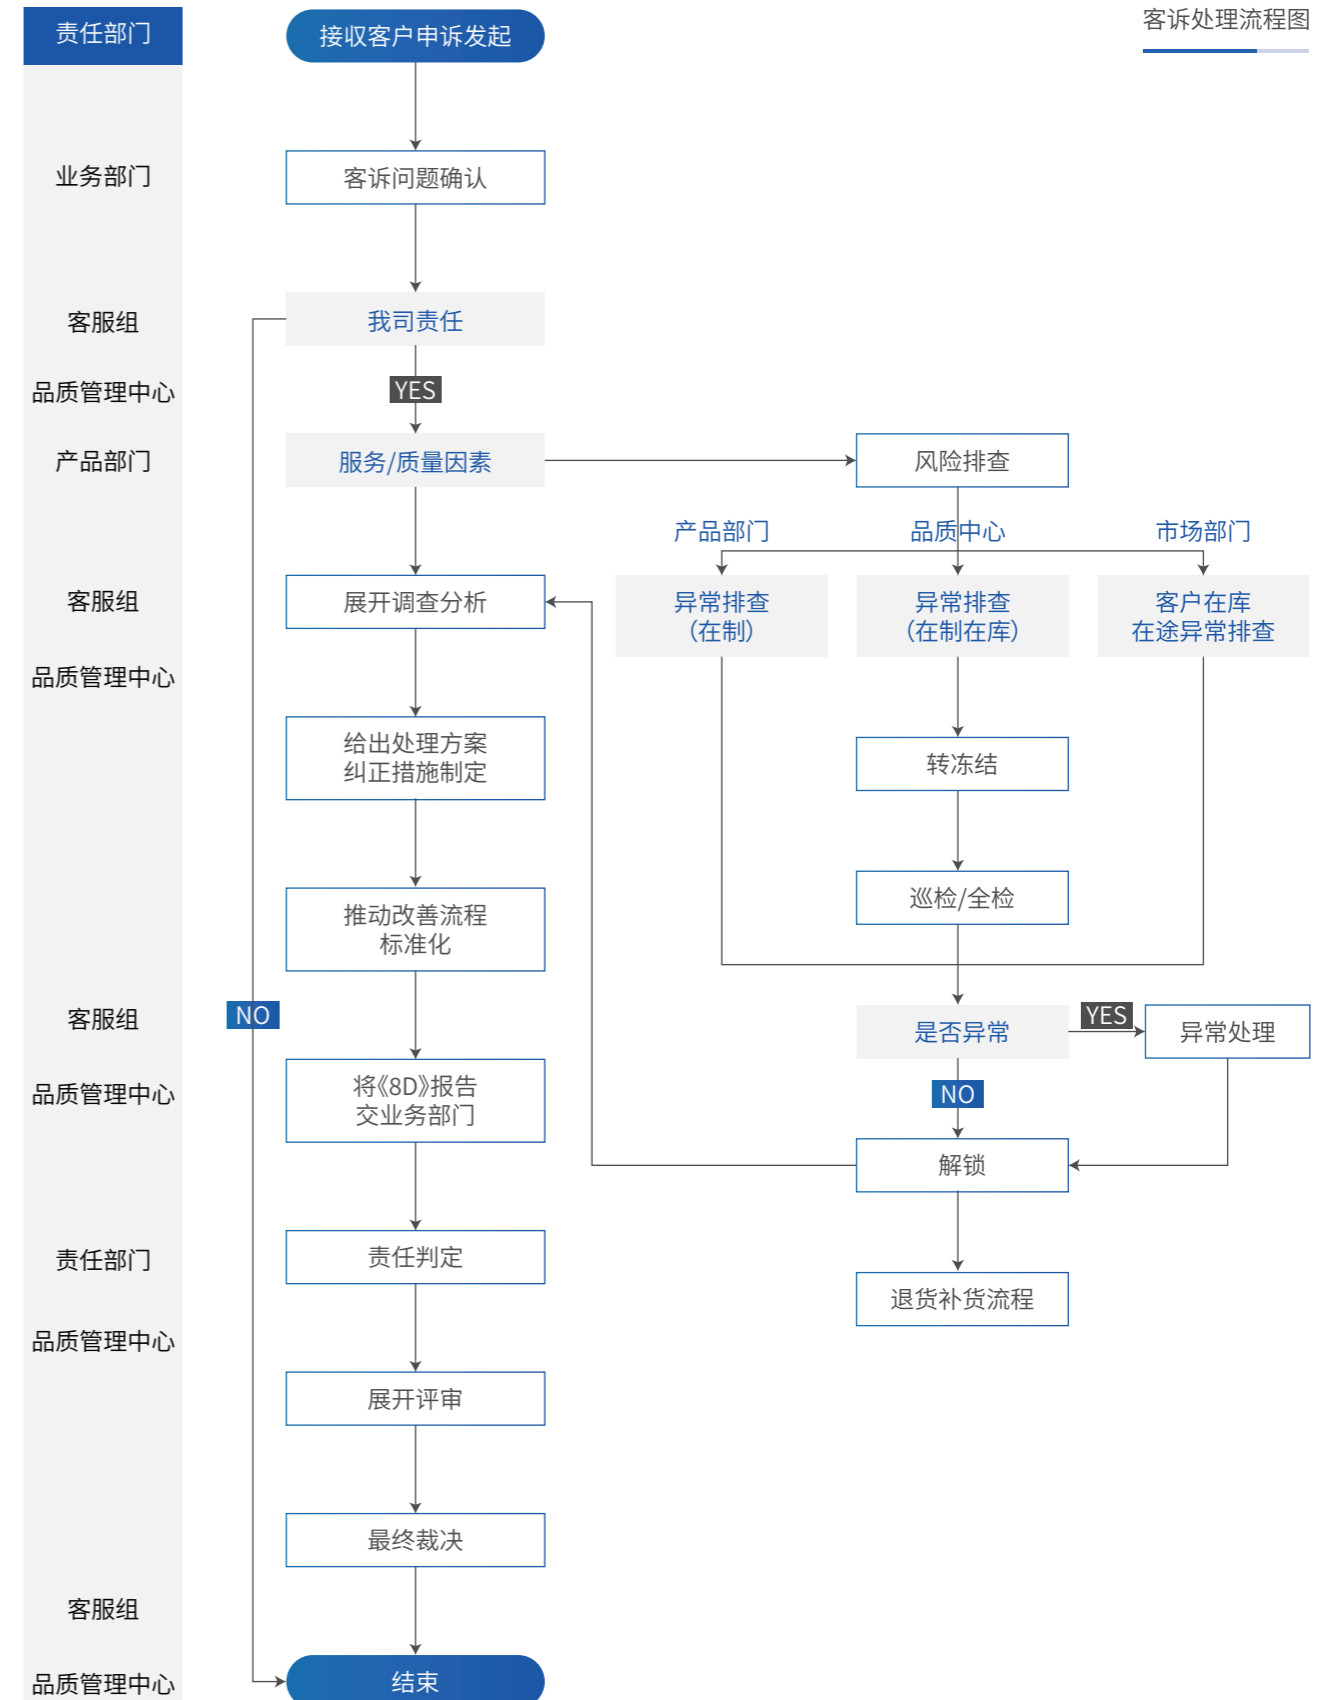 责任部门
接收客户申诉发起
客诉处理流程图
业务部门
客诉问题确认
客服组
我司责任
品质管理中心
YES
产品部门
服务/质量因素
风险排查
产品部门
品质中心
市场部门
客服组
展开调查分析
异常排查
（在制）
异常排查
（在制在库）
客户在库
在途异常排查
品质管理中心
给出处理方案
纠正措施制定
转冻结
巡检/全检
推动改善流程
标准化
客服组
NO
是否异常
YES
异常处理
品质管理中心
将《8D》报告
交业务部门
NO
解锁
责任部门
责任判定
退货补货流程
品质管理中心
展开评审
最终裁决
客服组
品质管理中心
结束